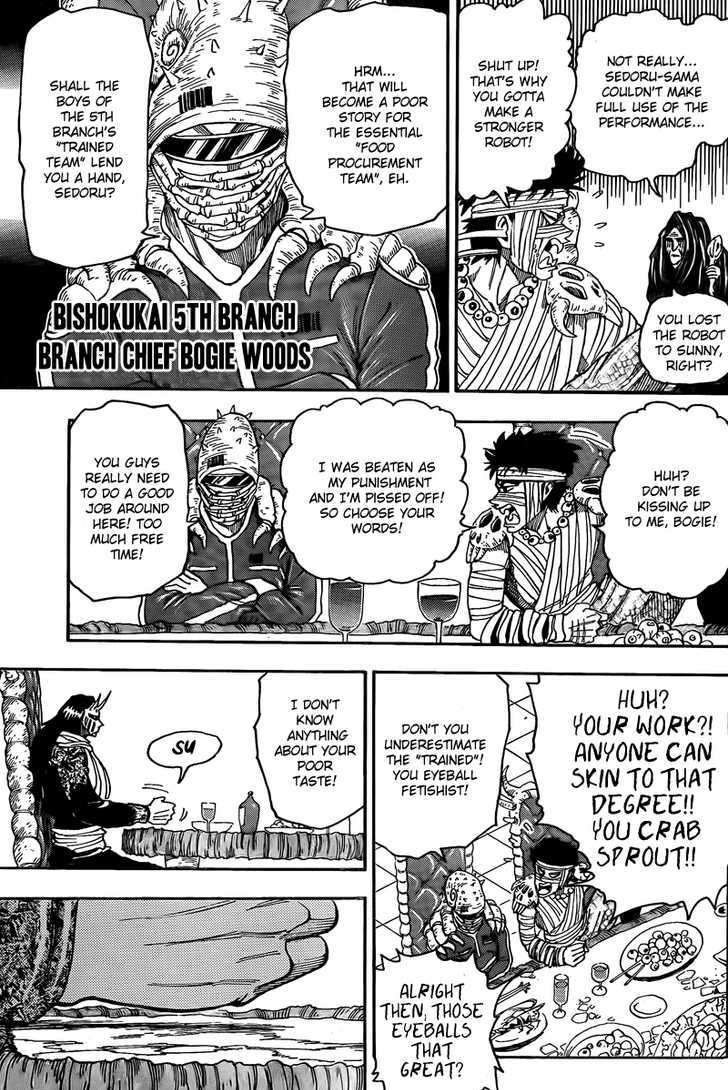 NOT REALLY...
SEDORU-SAMA
COULDN'T MAKE
FULL USE OF THE
PERFORMANCE...
SHUT UP!
THAT'S WHY
YOU GOTTA
MAKE A
STRONGER
ROBOT!
YOU LOST
THE ROBOT
TO SUNNY,
RIGHT?
HRM...
THAT WILL
BECOME A POOR
STORY FOR
THE ESSENTIAL
"FOOD
PROCUREMENT
TEAM", EH.
SHALL THE
BOYS OF
THE 5TH
BRANCH'S
"TRAINED
TEAM" LEND
YOU A HAND,
SEDORU?
BISHOKUKAI 5TH BRANCH
BRANCH CHIEF BOGIE WOODS
HUH?
DON'T BE
KISSING UP
TO ME, BOGIE!
I WAS BEATEN AS
MY PUNISHMENT
AND I'M PISSED OFF!
SO CHOOSE YOUR
WORDS!
YOU GUYS
REALLY NEED
TO DO A GOOD
JOB AROUND
HERE! TOO
MUCH FREE
TIME!
HUH?
YOUR WORK?!
ANYONE CAN
SKIN TO THAT
DEGREE!!
YOU CRAB
SPROUT!!
DON'T YOU
UNDERESTIMATE
THE "TRAINED"!
YOU EYEBALL
FETISHIST!
ALRIGHT
THEN, THOSE
EYEBALLS
THAT
GREAT?
I DON'T
KNOW
ANYTHING
ABOUT YOUR
POOR
TASTE!
SU